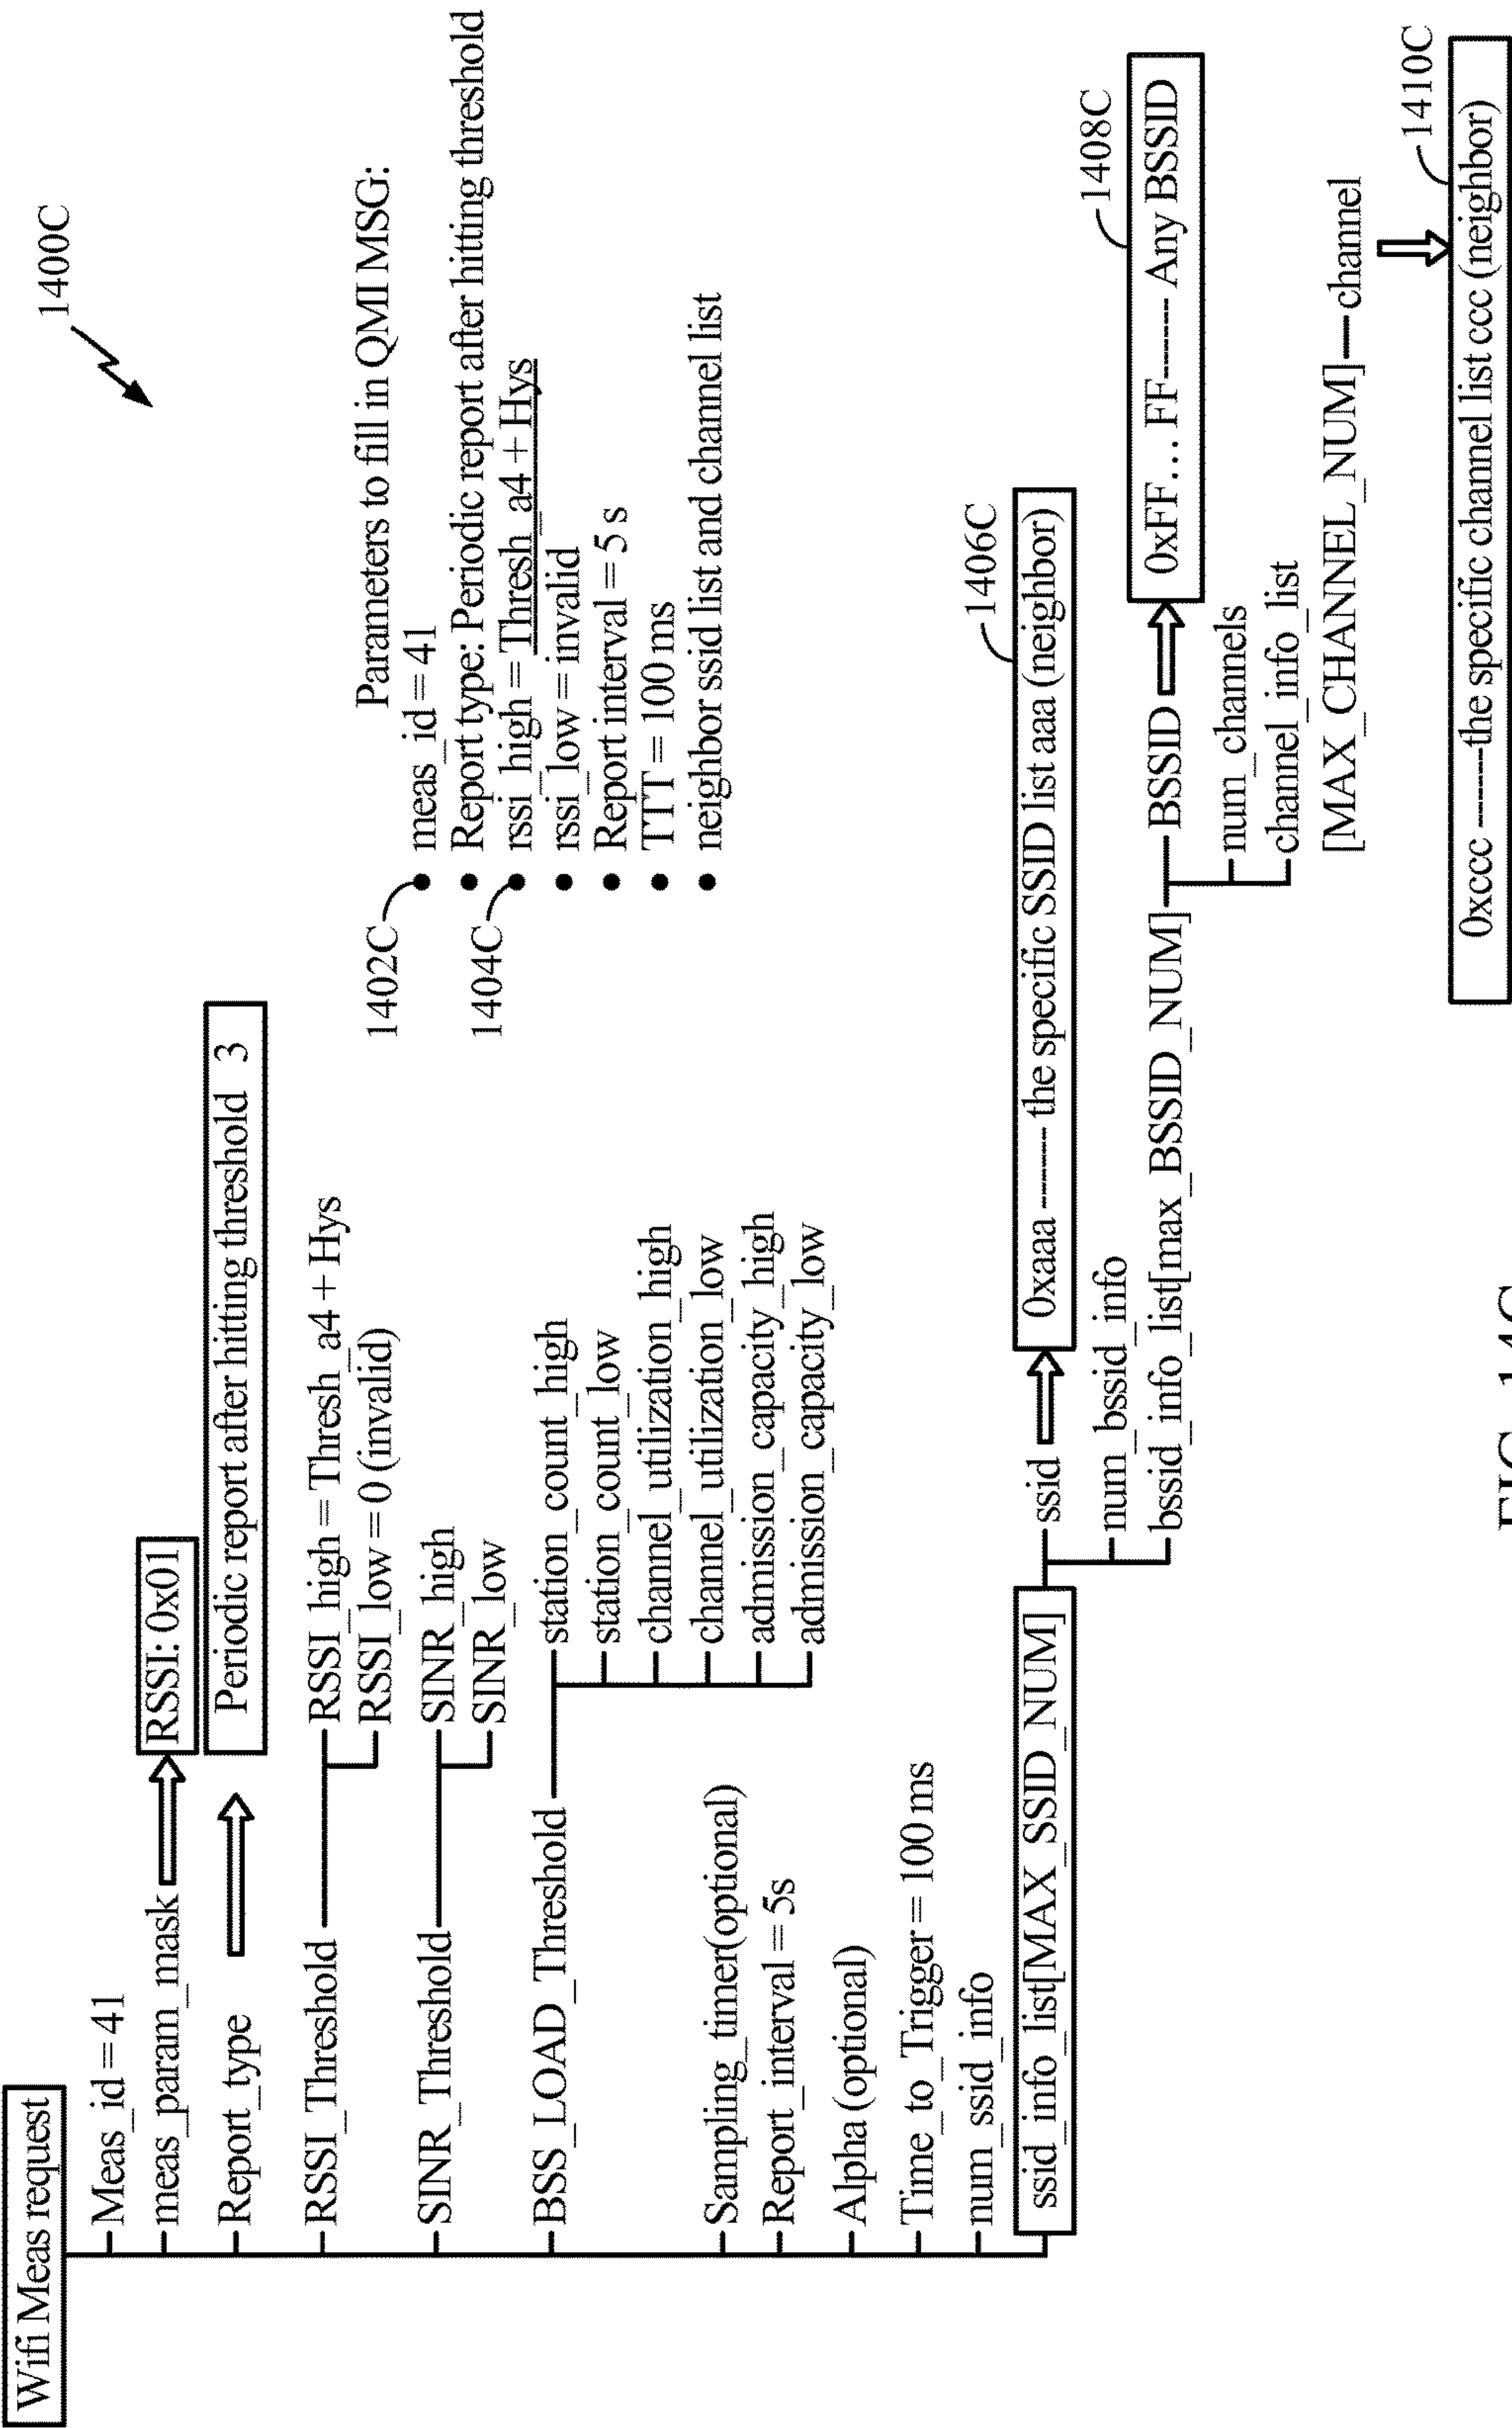 1400C
Wifi Meas request
Meas_id = 41
meas_param_mask
RSSI: 0x01
Report_type
Periodic report after hitting threshold 3
RSSI_Threshold
RSSI_high = Thresh_a4 + Hys
RSSI_low = 0 (invalid)
SINR_Threshold
SINR_high
SINR_low
BSS_LOAD_Threshold
station_count_high
station_count_low
channel_utilization_high
channel_utilization_low
admission_capacity_high
admission_capacity_low
Sampling_timer(optional)
Report_interval = 5s
Alpha (optional)
Time_to_Trigger = 100 ms
num_ssid_info
ssid_info_list[MAX_SSID_NUM]
Parameters to fill in QMI MSG:
1402C
• meas_id = 41
• Report type: Periodic report after hitting threshold
1404C
• rssi_high = Thresh_a4 + Hys
• rssi_low = invalid
• Report interval = 5 s
• TTT = 100 ms
• neighbor ssid list and channel list
ssid
1406C
0xaaa --------- the specific SSID list aaa (neighbor)
num_bssid_info
bssid_info_list[max_BSSID_NUM]
BSSID
1408C
0xFF... FF------- Any BSSID
num_channels
channel_info_list
[MAX_CHANNEL_NUM]
channel
1410C
0xccc --------the specific channel list ccc (neighbor)